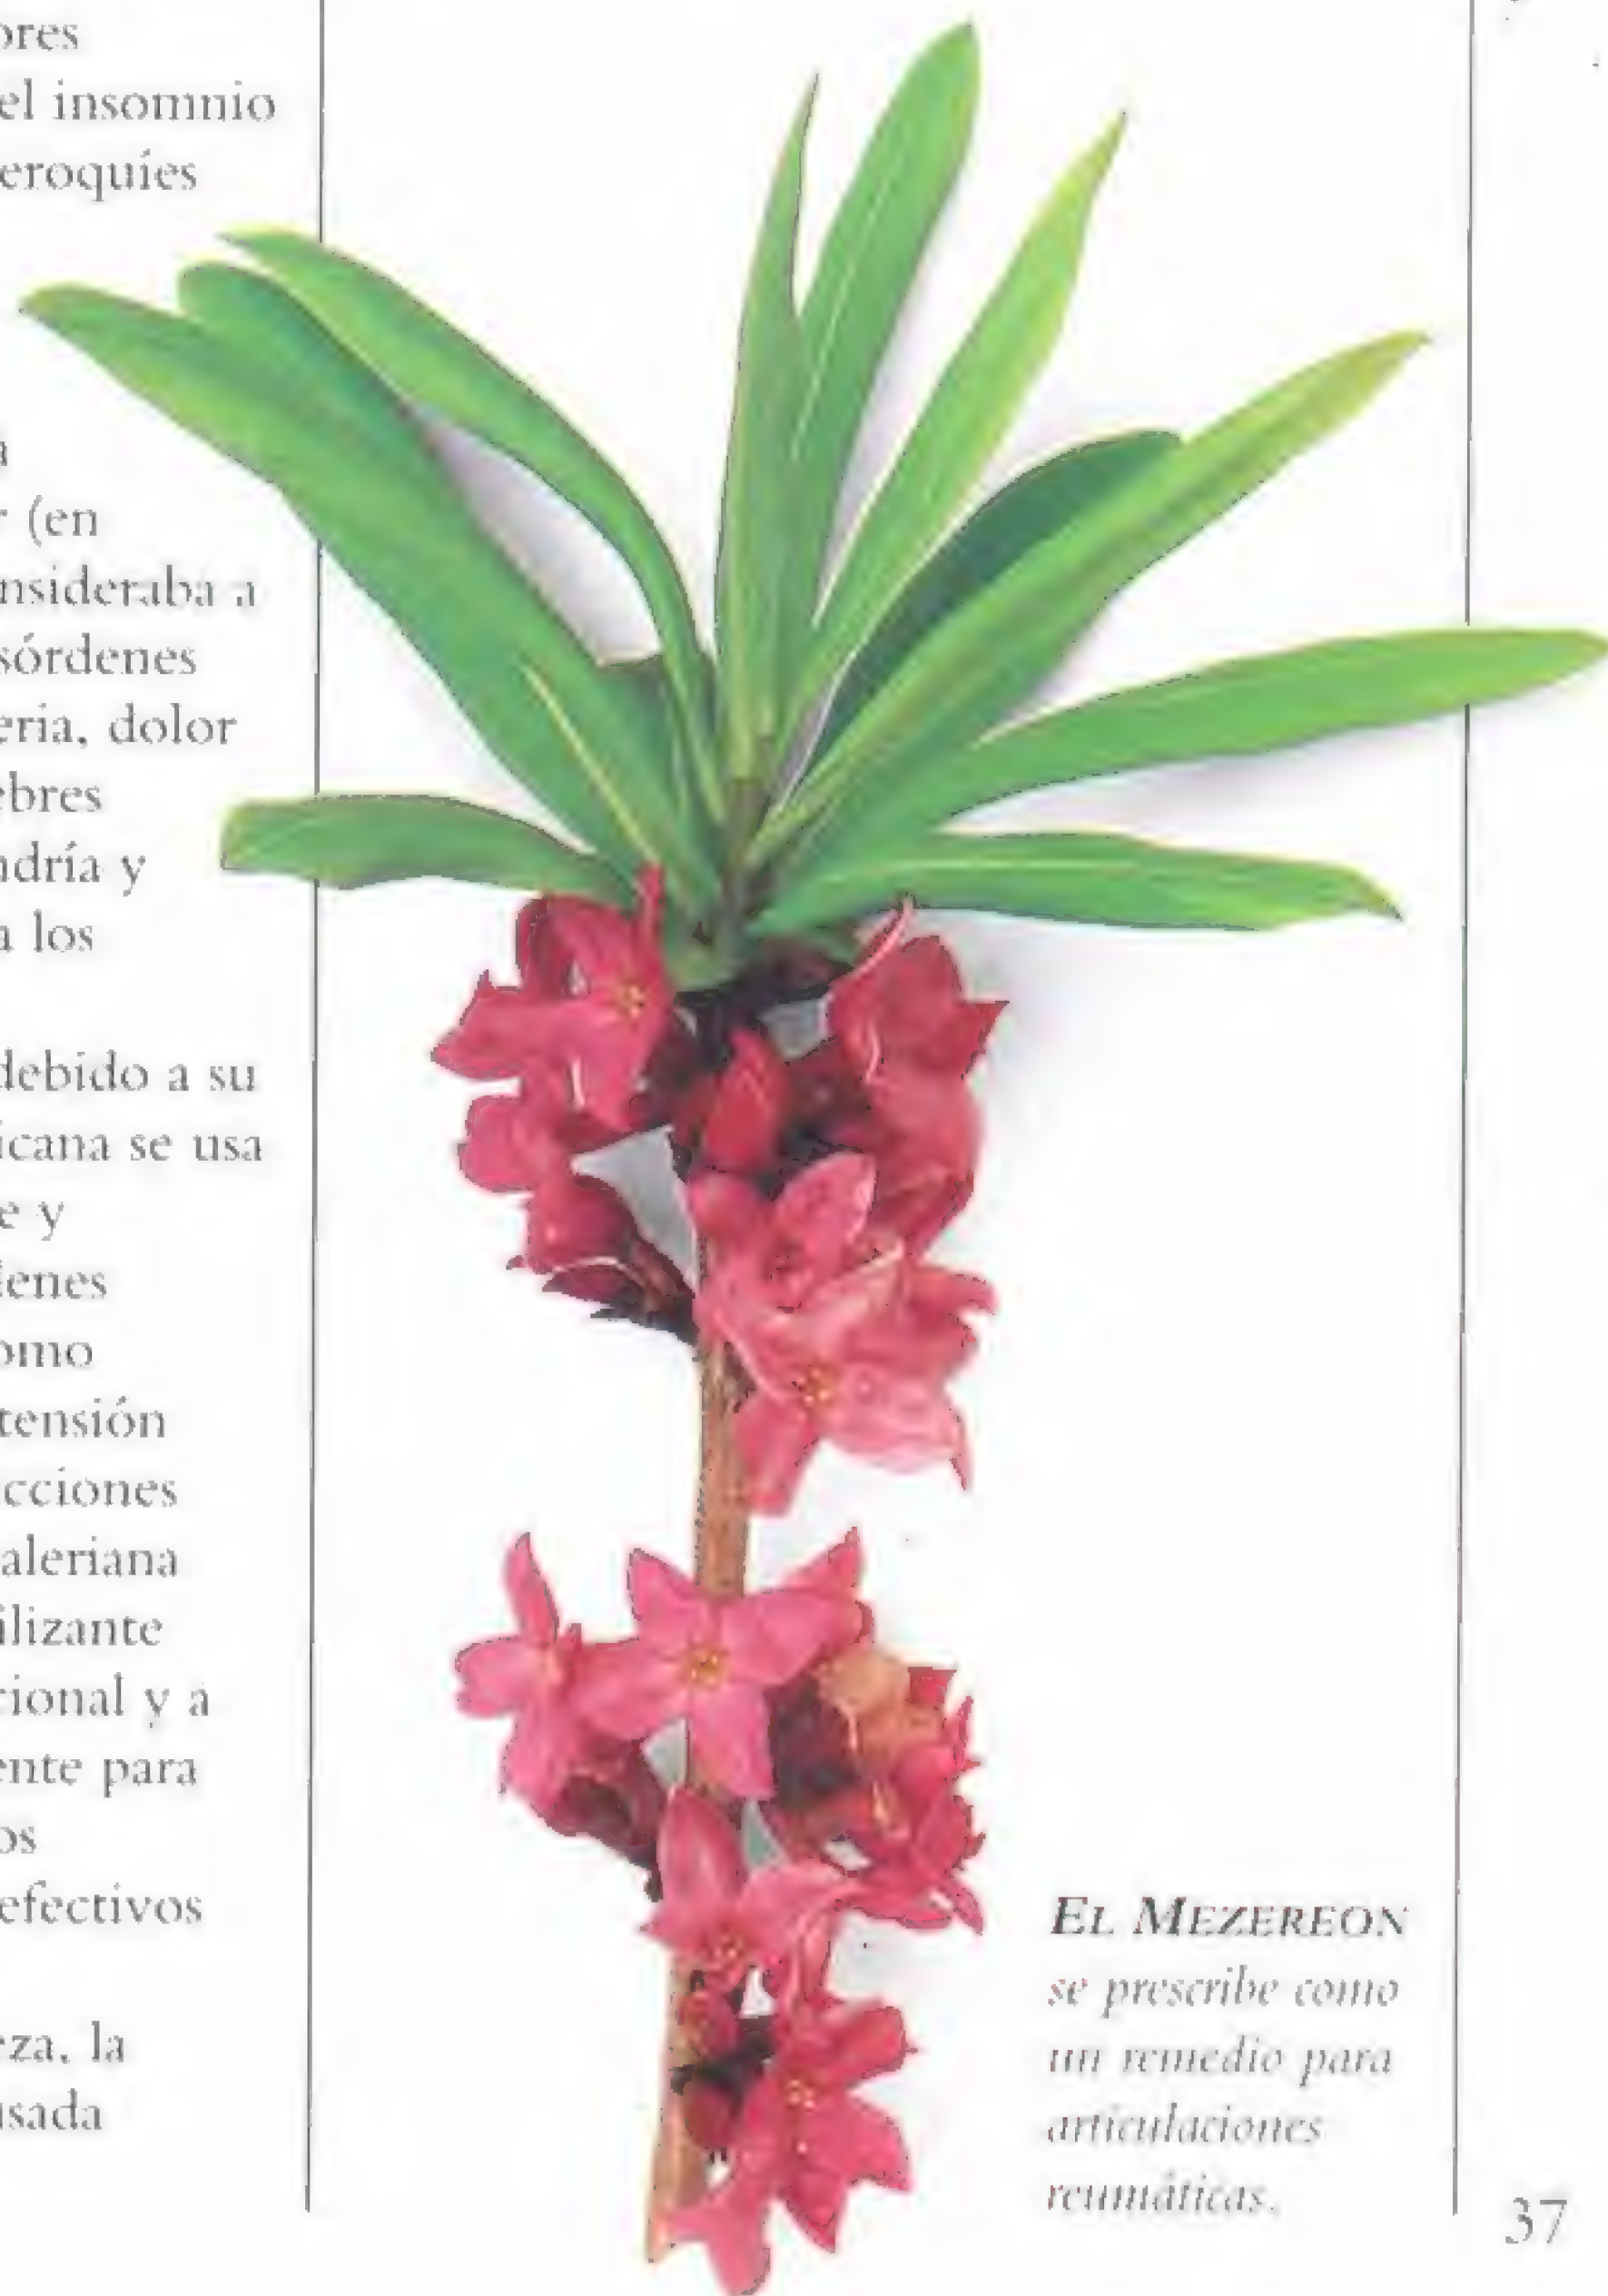 ores
el insomnio
eroquíes
a
r (en
nsideraba a
sórdenes
eria, dolor
ebres
ndría y
a los
debido a su
icana se usa
e y
denes
omo
tensión
cciones
aleriana
ilizante
cional y a
ente para
os
efectivos
eza, la
usada
EL MEZEREON
se prescribe como
un remedio para
articulaciones
reumáticas.
37